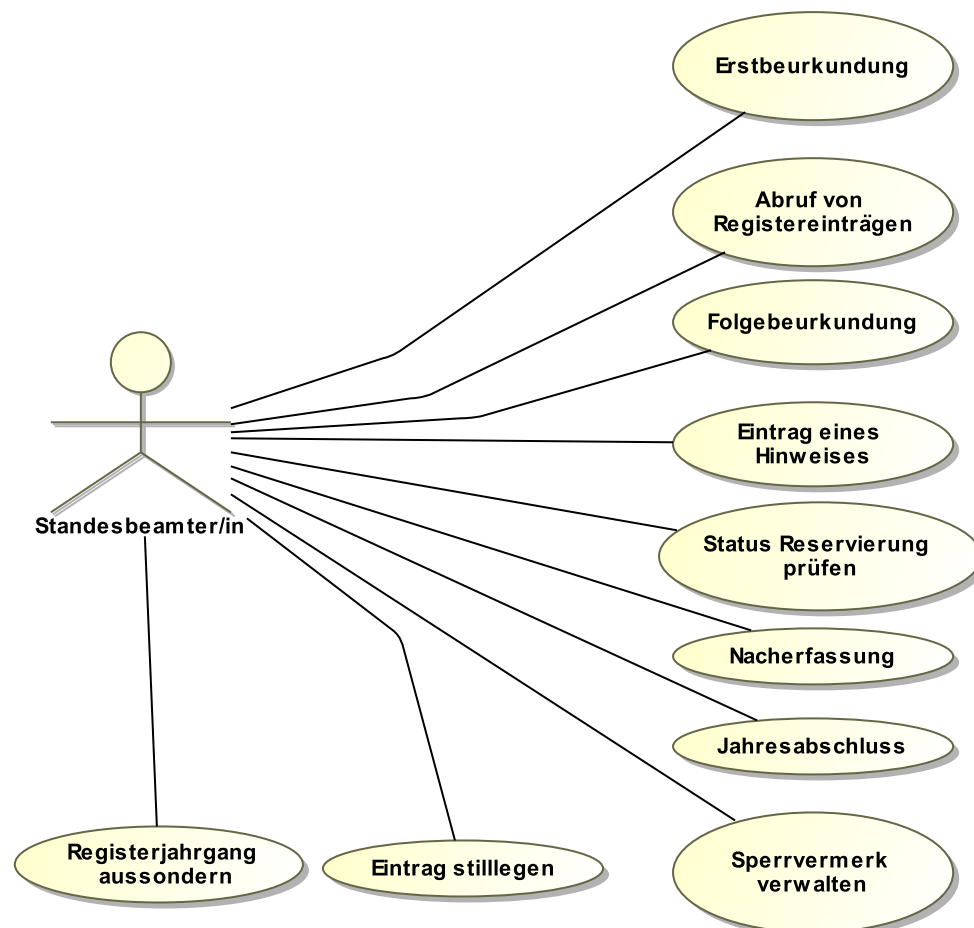 Erstbeurkundung
Abruf von
Registereinträgen
Folgebeurkundung
Eintrag eines
Hinweises
Standesbeamter/in
Status Reservierung
prüfen
Nacherfassung
Jahresabschluss
Registerjahrgang
aussondern
Eintrag stilllegen
Sperrvermerk
verwalten